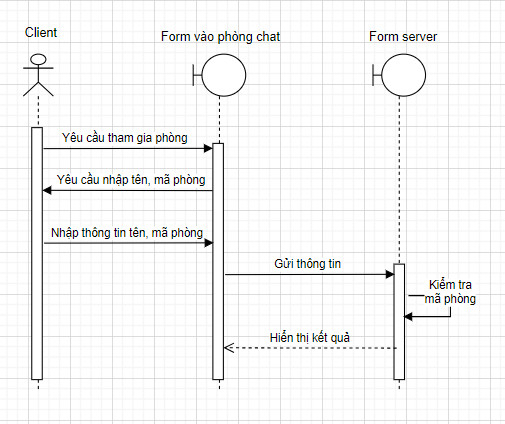 Client
Form vào phòng chat
Form server
Yêu cầu tham gia phòng
Yêu cầu nhập tên, mã phòng
Nhập thông tin tên, mã phòng
Gửi thông tin
Kiểm tra
mã phòng
Hiển thị kết quả